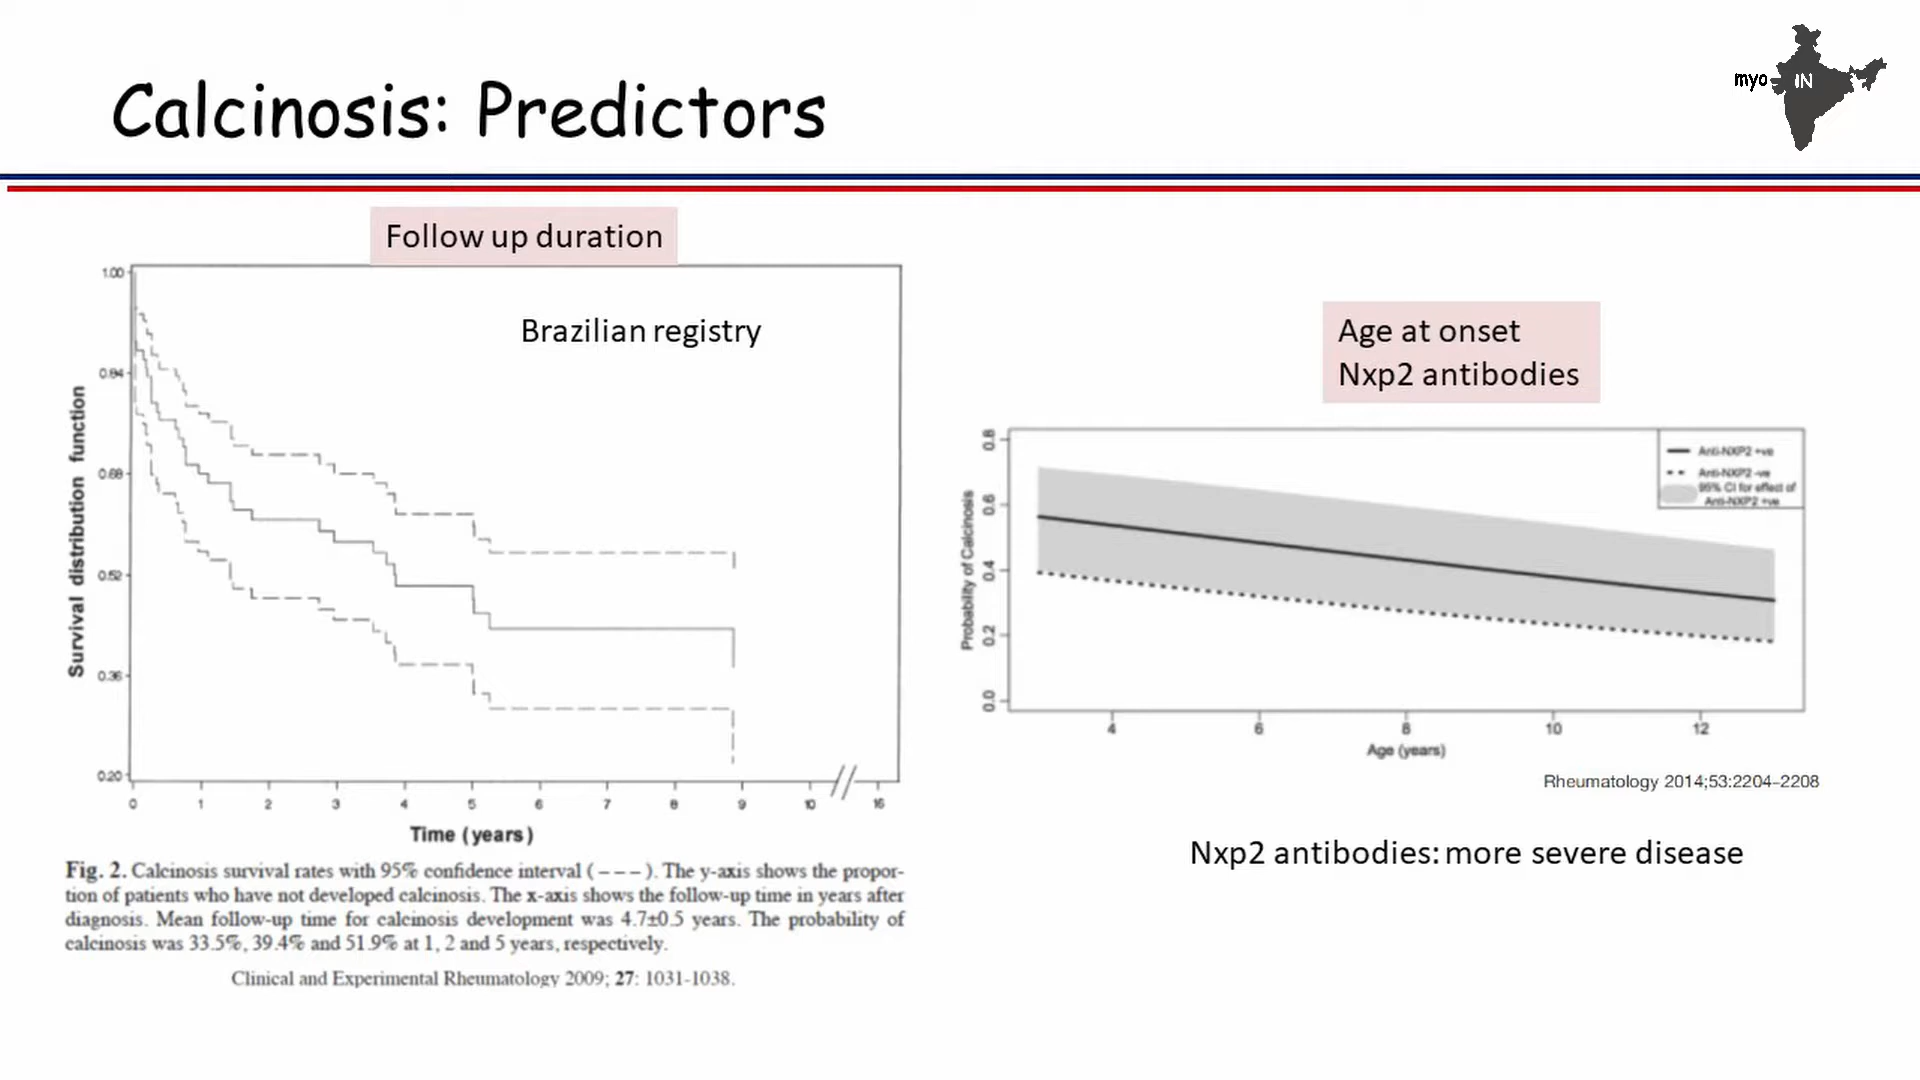 Calcinosis: Predictors
myo IN
Follow up duration
Brazilian registry
1.00
0.84
0.68
0.52
0.36
0.20
Survival distribution function
0 1 2 3 4 5 6 7 8 9 10 16
Time (years)
Fig. 2. Calcinosis survival rates with 95% confidence interval (– – –). The y-axis shows the propor-
tion of patients who have not developed calcinosis. The x-axis shows the follow-up time in years after
diagnosis. Mean follow-up time for calcinosis development was 4.7±0.5 years. The probability of
calcinosis was 33.5%, 39.4% and 51.9% at 1, 2 and 5 years, respectively.
Clinical and Experimental Rheumatology 2009; 27: 1031-1038.
Age at onset
Nxp2 antibodies
Anti-NXP2 +ve
Anti-NXP2 -ve
95% CI for effect of
Anti-NXP2 +ve
0.8
0.6
0.4
0.2
0.0
Probability of Calcinosis
4 6 8 10 12
Age (years)
Rheumatology 2014;53:2204–2208
Nxp2 antibodies: more severe disease